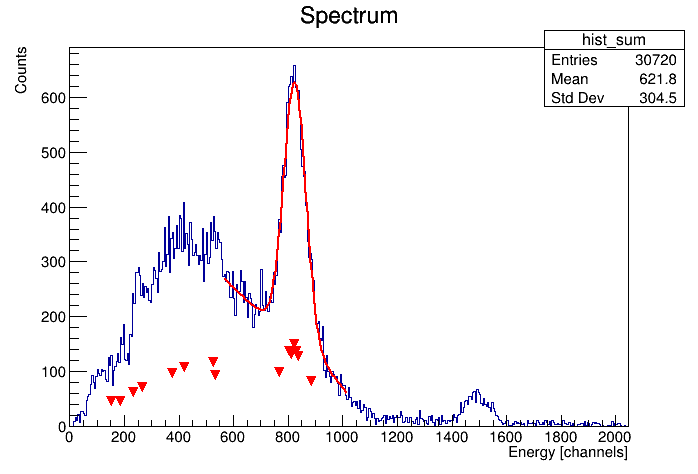 Spectrum
hist_sum
Entries 30720
Mean 621.8
Std Dev 304.5
Counts
600
500
400
300
200
100
0
0 200 400 600 800 1000 1200 1400 1600 1800 2000
Energy [channels]